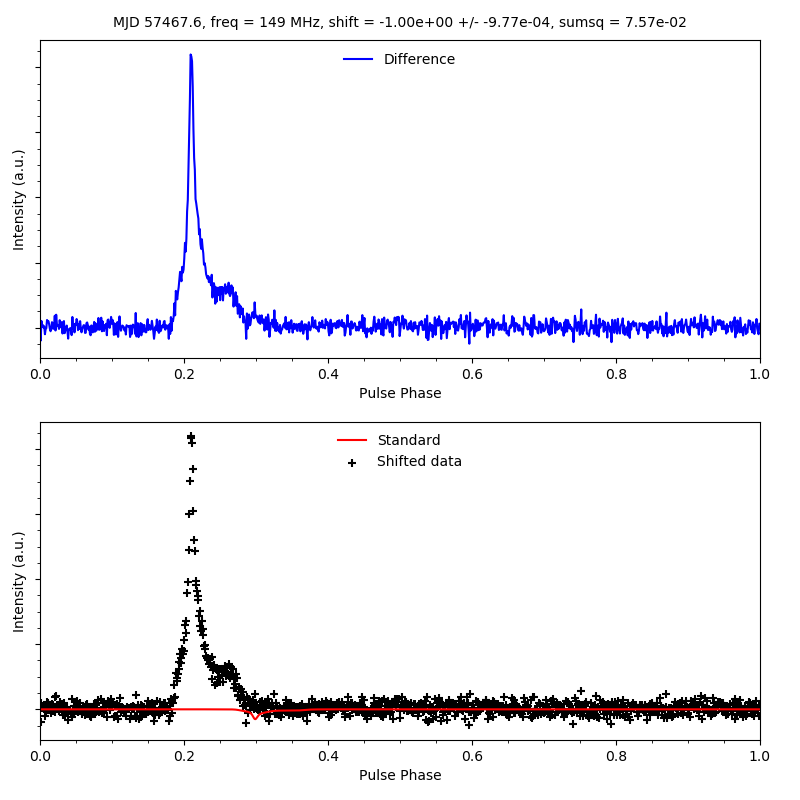 MJD 57467.6, freq = 149 MHz, shift = -1.00e+00 +/- -9.77e-04, sumsq = 7.57e-02
Difference
Intensity (a.u.)
0.0 0.2 0.4 0.6 0.8 1.0
Pulse Phase
Standard
Shifted data
Intensity (a.u.)
0.0 0.2 0.4 0.6 0.8 1.0
Pulse Phase